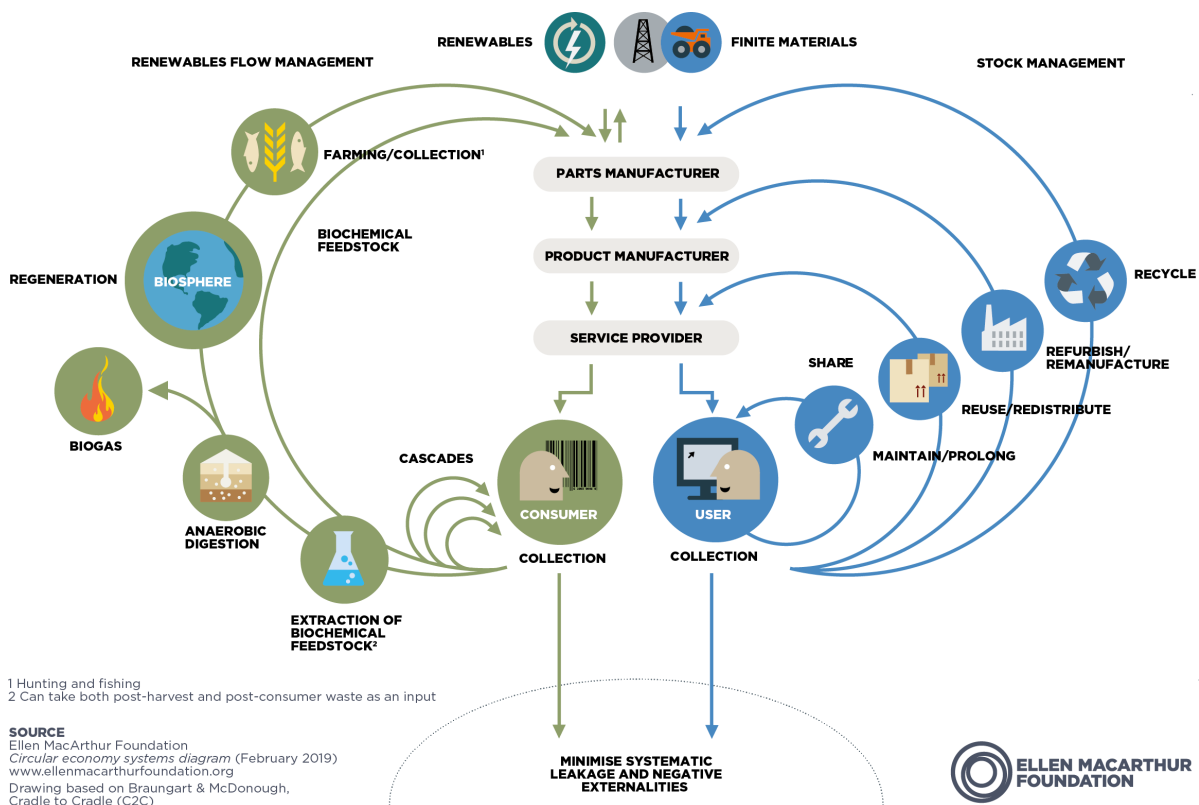 RENEWABLES
FINITE MATERIALS
RENEWABLES FLOW MANAGEMENT
STOCK MANAGEMENT
FARMING/COLLECTION¹
PARTS MANUFACTURER
BIOCHEMICAL
FEEDSTOCK
PRODUCT MANUFACTURER
REGENERATION
BIOSPHERE
RECYCLE
SERVICE PROVIDER
SHARE
REFURBISH/
REMANUFACTURE
REUSE/REDISTRIBUTE
BIOGAS
CASCADES
MAINTAIN/PROLONG
CONSUMER
USER
ANAEROBIC
DIGESTION
COLLECTION
COLLECTION
EXTRACTION OF
BIOCHEMICAL
FEEDSTOCK²
1 Hunting and fishing
2 Can take both post-harvest and post-consumer waste as an input
SOURCE
Ellen MacArthur Foundation
Circular economy systems diagram (February 2019)
www.ellenmacarthurfoundation.org
Drawing based on Braungart & McDonough,
Cradle to Cradle (C2C)
MINIMISE SYSTEMATIC
LEAKAGE AND NEGATIVE
EXTERNALITIES
ELLEN MACARTHUR
FOUNDATION